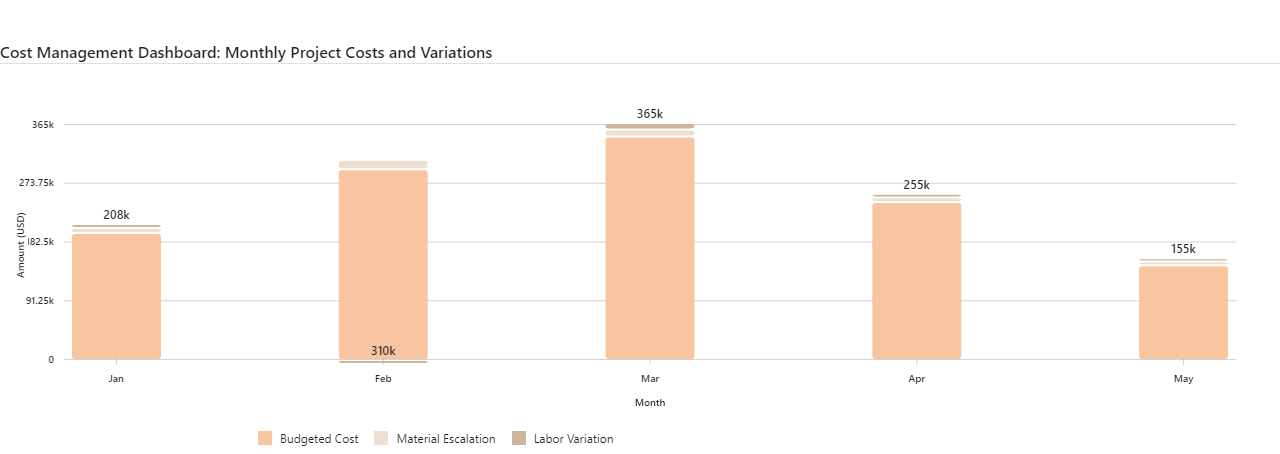 Cost Management Dashboard: Monthly Project Costs and Variations
365k
365k
273.75k
255k
208k
182.5k
155k
Amount (USD)
91.25k
310k
0
Jan
Feb
Mar
Apr
May
Month
Budgeted Cost
Material Escalation
Labor Variation